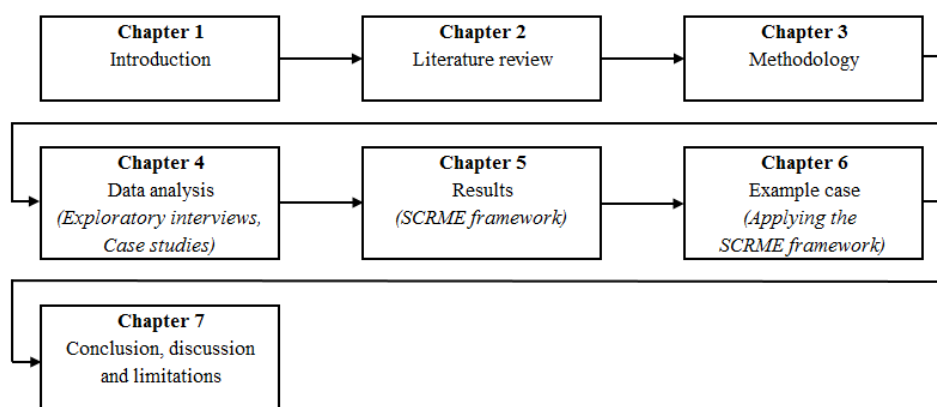 Chapter 1
Introduction
Chapter 2
Literature review
Chapter 3
Methodology
Chapter 4
Data analysis
(Exploratory interviews,
Case studies)
Chapter 5
Results
(SCRME framework)
Chapter 6
Example case
(Applying the
SCRME framework)
Chapter 7
Conclusion, discussion
and limitations